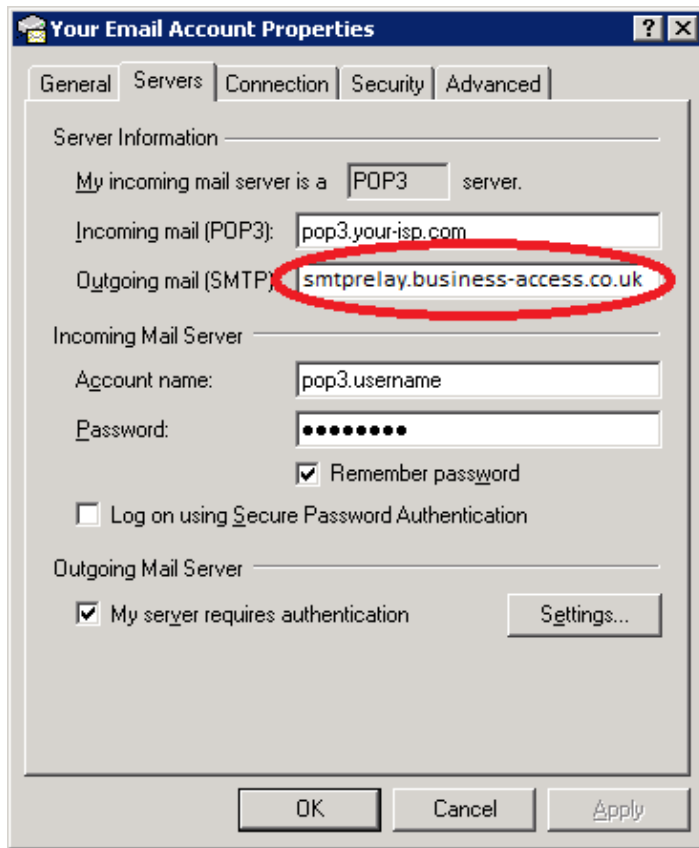 Your Email Account Properties
General Servers Connection Security Advanced
Server Information
My incoming mail server is a POP3 server.
Incoming mail (POP3): pop3.your-isp.com
Outgoing mail (SMTP) smtprelay.business-access.co.uk
Incoming Mail Server
Account name: pop3.username
Password: ●●●●●●●●
Remember password
Log on using Secure Password Authentication
Outgoing Mail Server
My server requires authentication Settings...
OK Cancel Apply